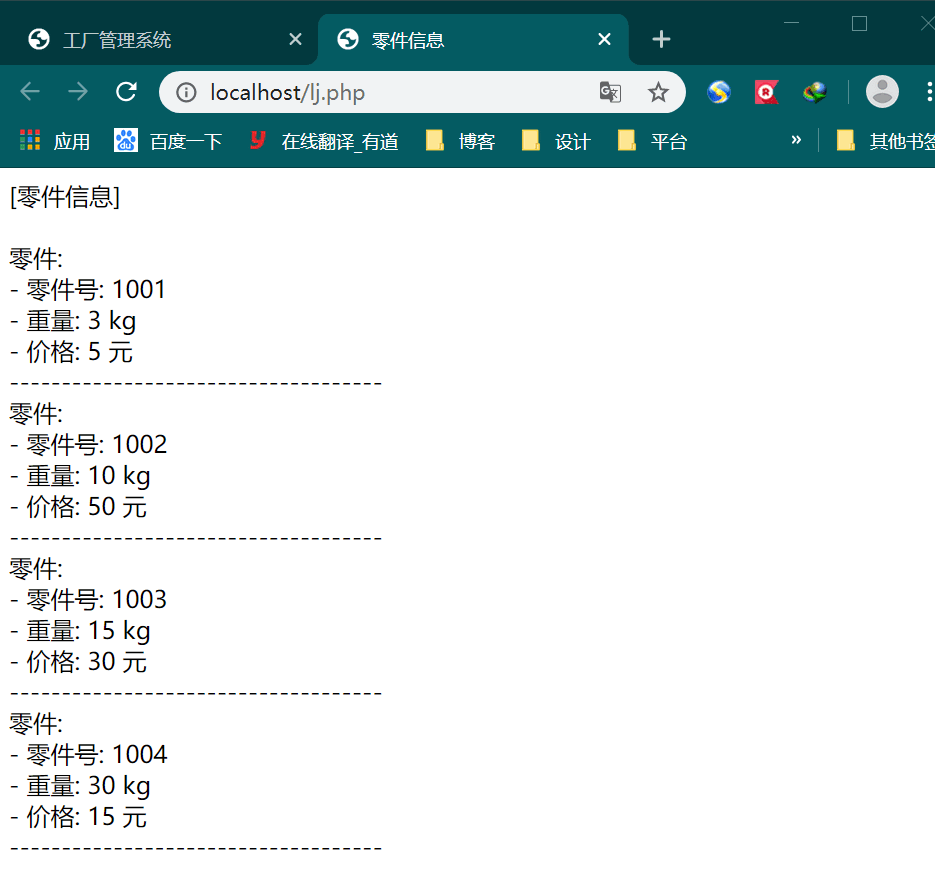 工厂管理系统
零件信息
localhost/lj.php
应用
百度一下
在线翻译_有道
博客
设计
平台
»
其他书签
[零件信息]
零件:
- 零件号: 1001
- 重量: 3 kg
- 价格: 5 元
------------------------------------
零件:
- 零件号: 1002
- 重量: 10 kg
- 价格: 50 元
------------------------------------
零件:
- 零件号: 1003
- 重量: 15 kg
- 价格: 30 元
------------------------------------
零件:
- 零件号: 1004
- 重量: 30 kg
- 价格: 15 元
------------------------------------